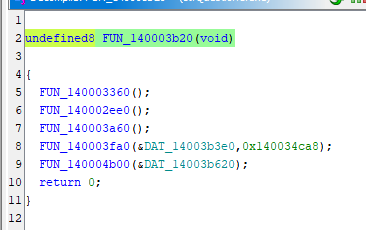 1
2 undefined8 FUN_140003b20(void)
3
4 {
5 FUN_140003360();
6 FUN_140002ee0();
7 FUN_140003a60();
8 FUN_140003fa0(&DAT_14003b3e0,0x140034ca8);
9 FUN_140004b00(&DAT_14003b620);
10 return 0;
11 }
12